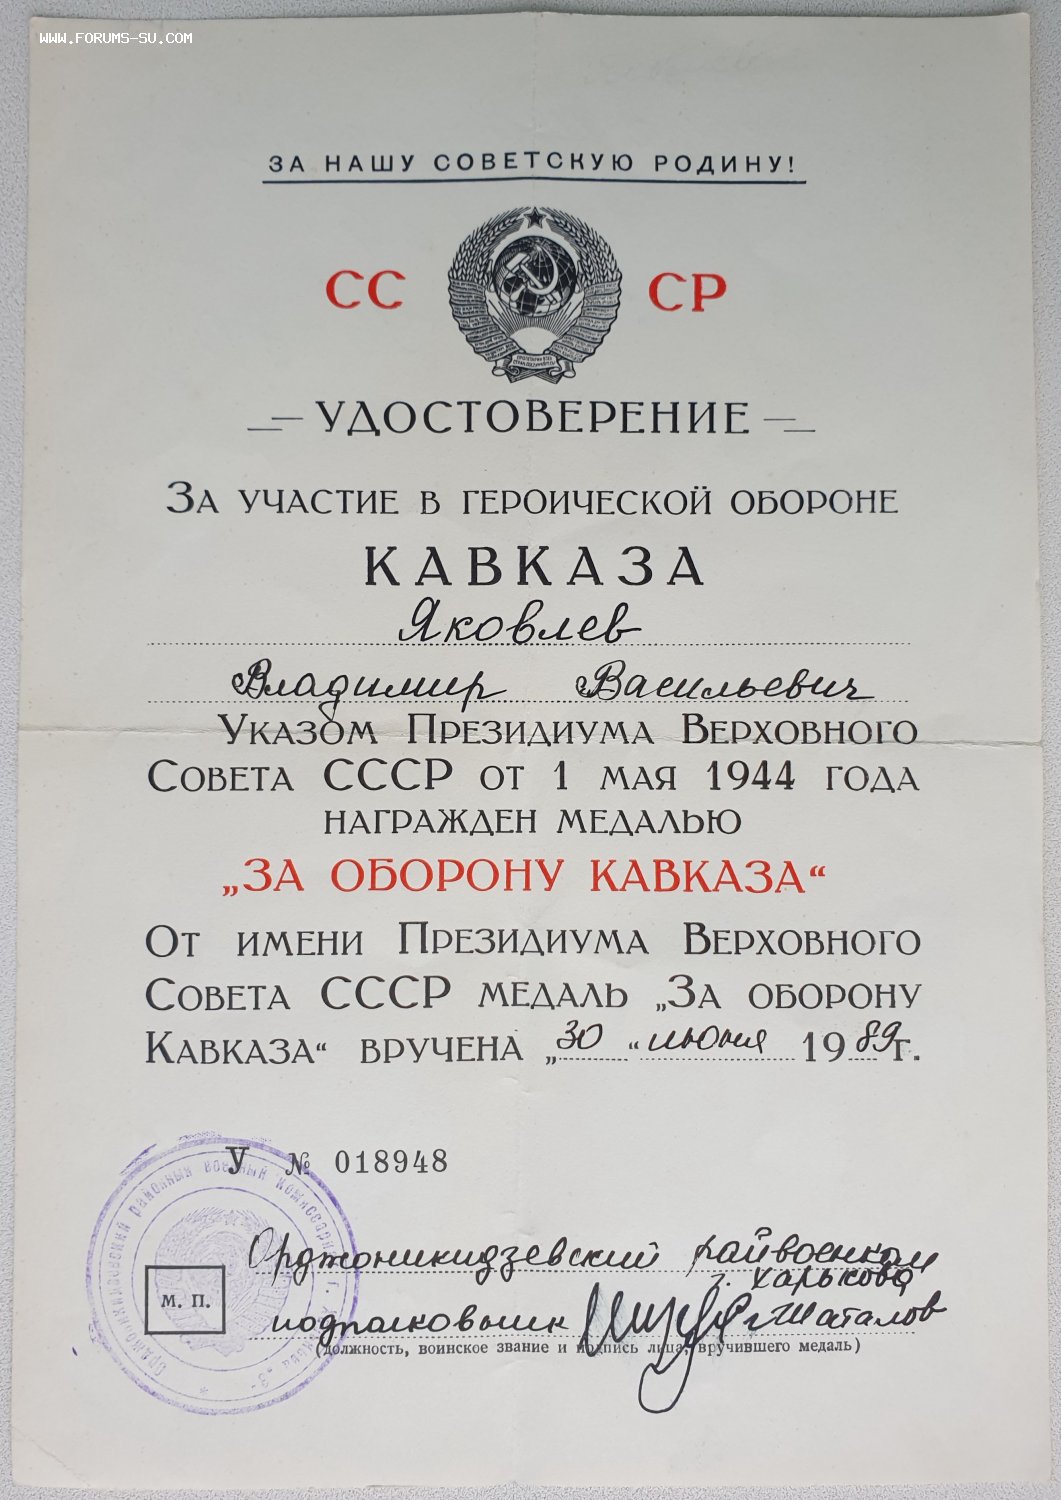 WWW.FORUMS-SU.COM
ЗА НАШУ СОВЕТСКУЮ РОДИНУ!
СС СР
УДОСТОВЕРЕНИЕ
ЗА УЧАСТИЕ В ГЕРОИЧЕСКОЙ ОБОРОНЕ
КАВКАЗА
Яковлев
Владимир Васильевич
УКАЗОМ ПРЕЗИДИУМА ВЕРХОВНОГО
СОВЕТА СССР ОТ 1 МАЯ 1944 ГОДА
НАГРАЖДЕН МЕДАЛЬЮ
„ЗА ОБОРОНУ КАВКАЗА“
ОТ ИМЕНИ ПРЕЗИДИУМА ВЕРХОВНОГО
СОВЕТА СССР МЕДАЛЬ „ЗА ОБОРОНУ
КАВКАЗА“ ВРУЧЕНА „30“ июня 1989г.
У № 018948
Орджоникидзевский райвоенком
г. Харькова
М. П.
подполковник Шаталов
(должность, воинское звание и подпись лица, вручившего медаль)